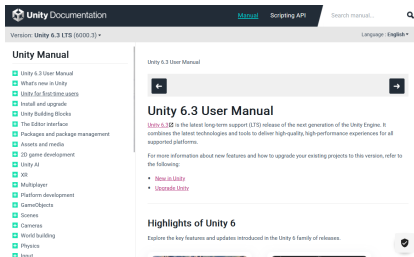 Unity Documentation
Manual
Scripting API
Search manual...
Version: Unity 6.3 LTS (6000.3)
Language : English
Unity Manual
Unity 6.3 User Manual
What's new in Unity
Unity for first-time users
Install and upgrade
Unity Building Blocks
The Editor interface
Packages and package management
Assets and media
2D game development
Unity AI
XR
Multiplayer
Platform development
GameObjects
Scenes
Cameras
World building
Physics
Input
Unity 6.3 User Manual
Unity 6.3 User Manual
Unity 6.3 is the latest long-term support (LTS) release of the next generation of the Unity Engine. It
combines the latest technologies and tools to deliver high-quality, high-performance experiences for all
supported platforms.
For more information about new features and how to upgrade your existing projects to this version, refer to
the following:
New in Unity
Upgrade Unity
Highlights of Unity 6
Explore the key features and updates introduced in the Unity 6 family of releases.